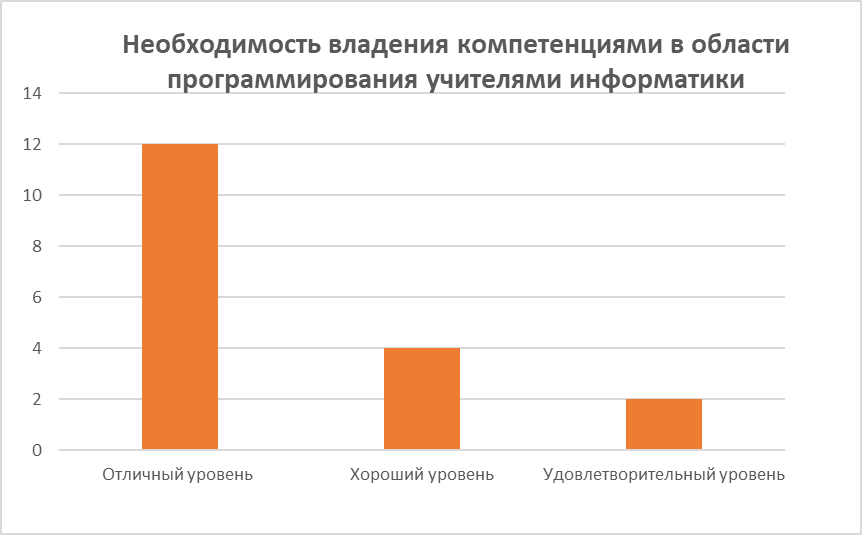 Необходимость владения компетенциями в области
программирования учителями информатики
14
12
10
8
6
4
2
0
Отличный уровень
Хороший уровень
Удовлетворительный уровень